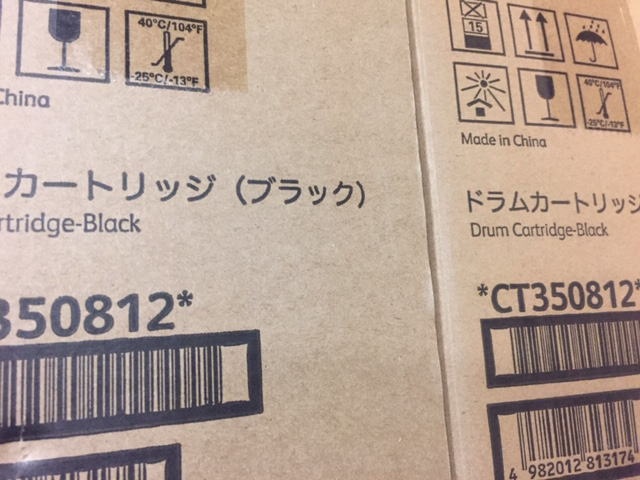 40°C/104°F
-25°C/-13°F
China
カートリッジ（ブラック）
rtridge-Black
350812*
15
40°C/104°F
-25°C/-13°F
Made in China
ドラムカートリッジ
Drum Cartridge-Black
*CT350812*
4 982012 813174